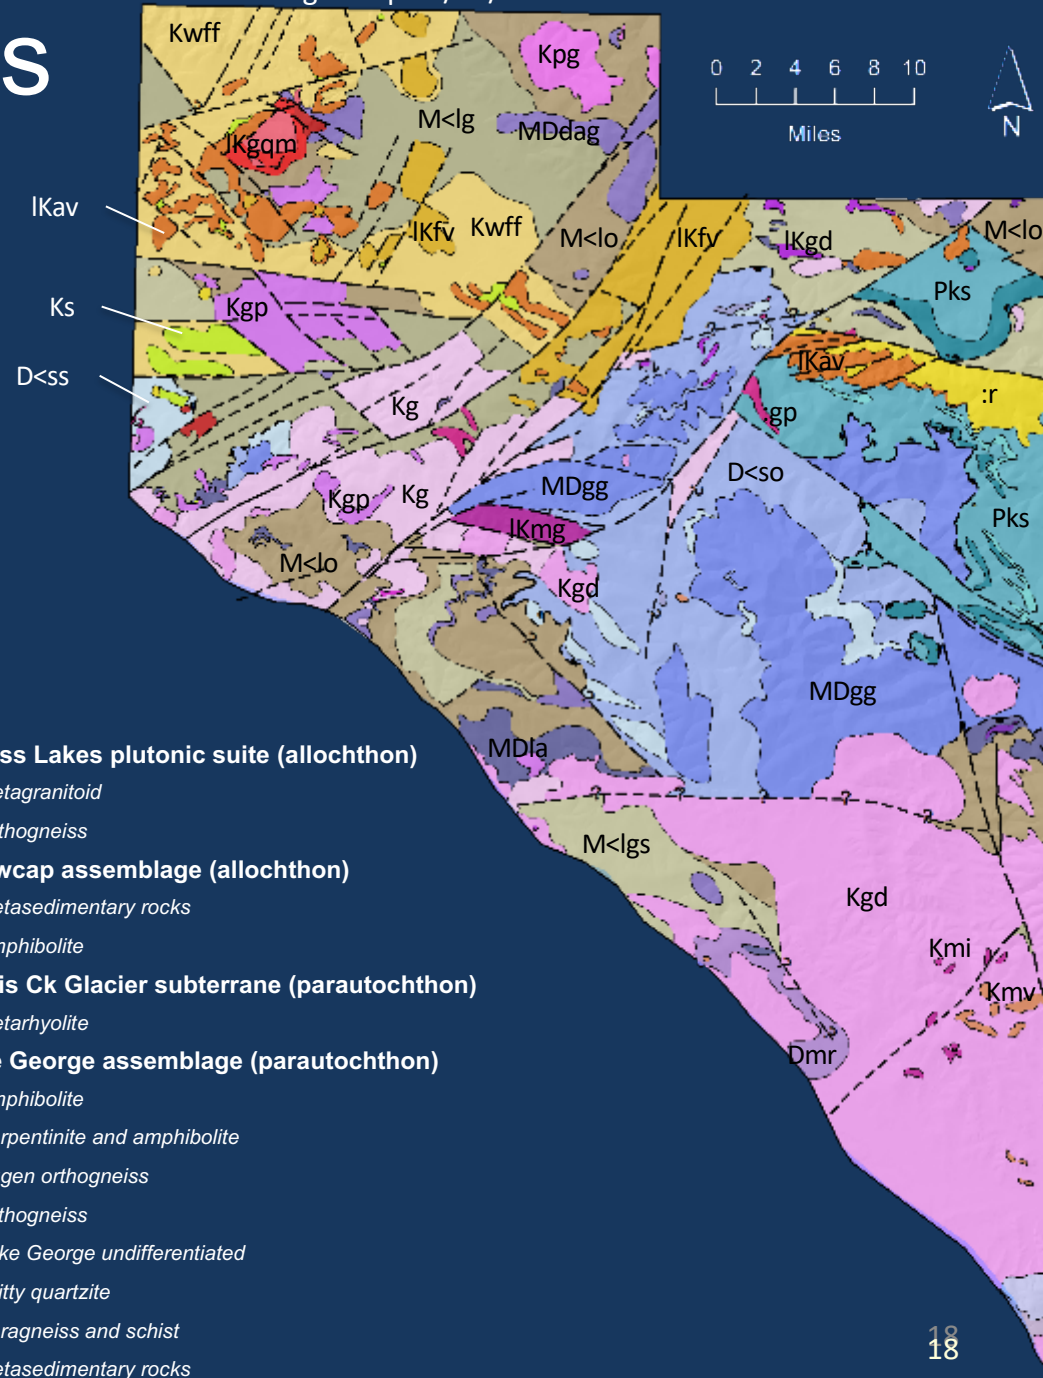 s
Kwff
Kpg
0 2 4 6 8 10
Miles
N
M<lg
MDdag
lKgqm
lKav
lKfv
Kwff
M<lo
lKfv
lKgd
M<lo
Pks
Ks
Kgp
D<ss
lKav
:r
Kg
gp
D<so
MDgg
Kgp
Kg
lKmg
Pks
M<lo
Kgd
MDgg
MDla
M<lgs
Kgd
Kmi
Kmv
Dmr
ss Lakes plutonic suite (allochthon)
etagranitoid
thogneiss
wcap assemblage (allochthon)
etasedimentary rocks
nphibolite
is Ck Glacier subterrane (parautochthon)
etarhyolite
e George assemblage (parautochthon)
nphibolite
rpentinite and amphibolite
gen orthogneiss
thogneiss
ke George undifferentiated
itty quartzite
ragneiss and schist
etasedimentary rocks
18
18